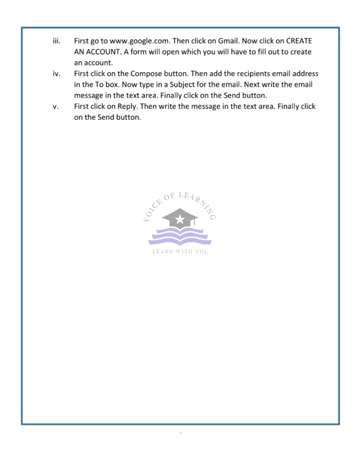 iii. First go to www.google.com. Then click on Gmail. Now click on CREATE
AN ACCOUNT. A form will open which you will have to fill out to create
an account.
iv. First click on the Compose button. Then add the recipients email address
in the To box. Now type in a Subject for the email. Next write the email
message in the text area. Finally click on the Send button.
v. First click on Reply. Then write the message in the text area. Finally click
on the Send button.
VOICE OF LEARNING
LEARN WITH VOL